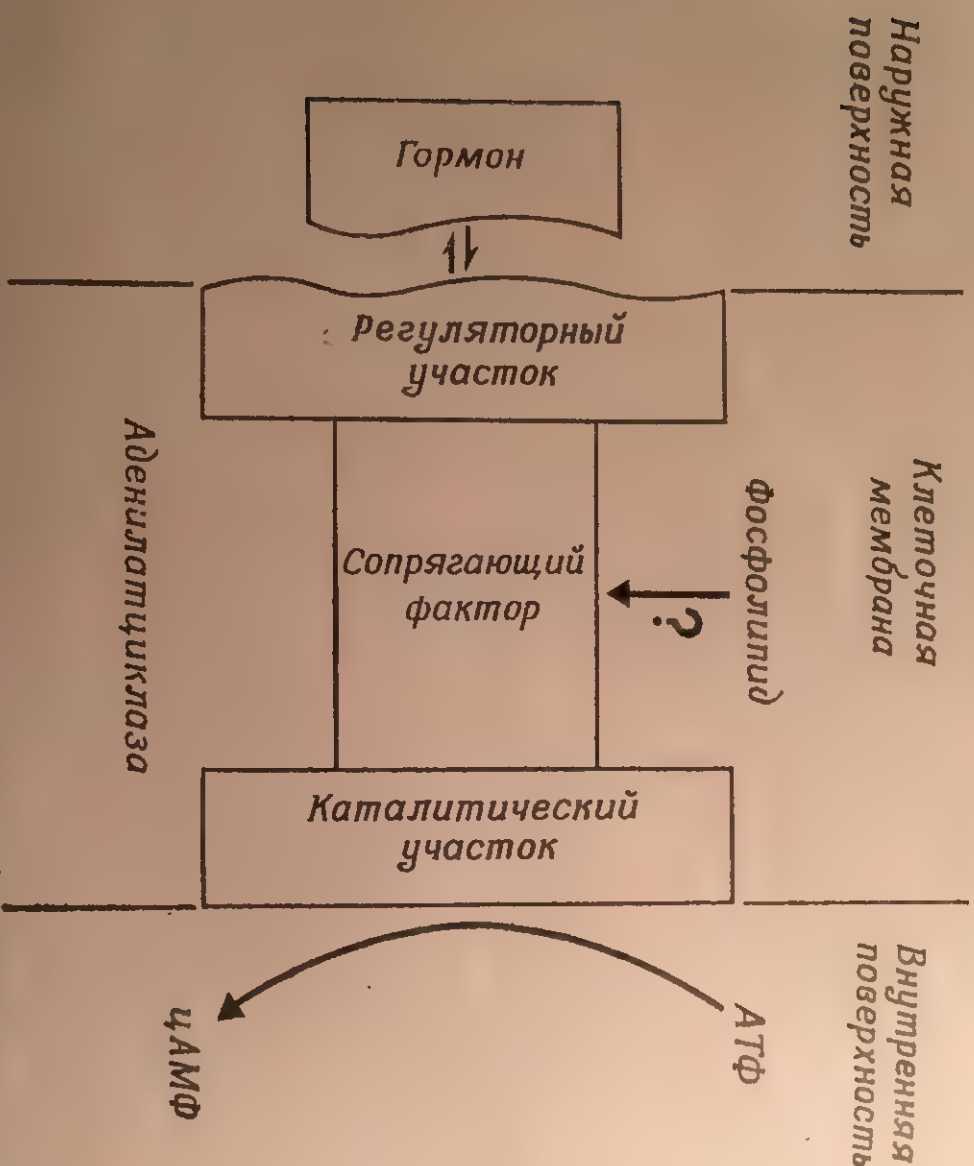 Наружная
поверхность
Гормон
Регуляторный
участок
Клеточная
мембрана
Фосфолипид
?
Сопрягающий
фактор
Аденилатциклаза
Каталитический
участок
Внутренняя
поверхность
АТФ
цАМФ